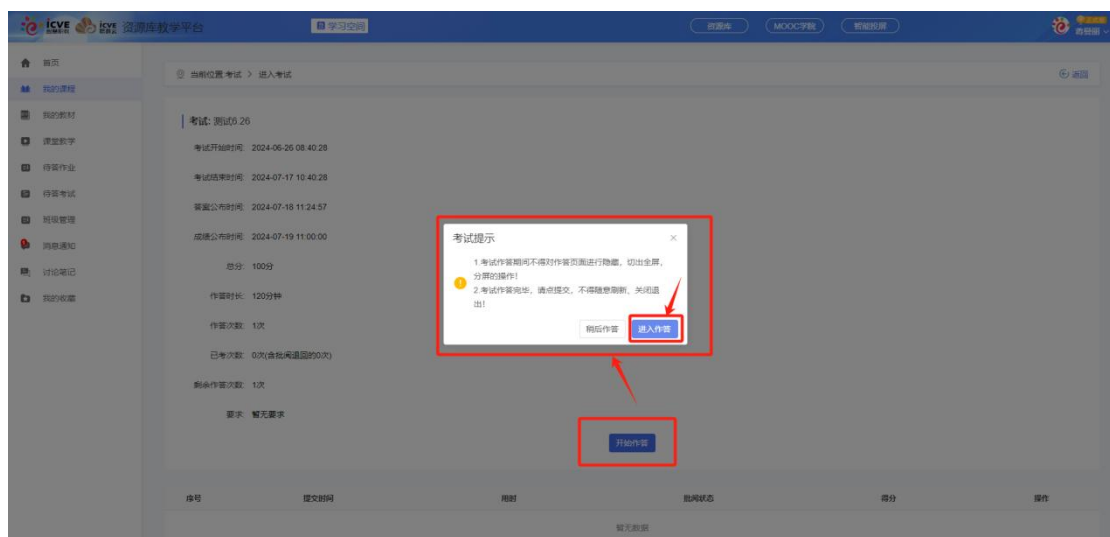 icve 智慧职教 icve 职教云 资源库教学平台
学习空间
资源库
MOOC学院
智能投屏
首页
我的课程
我的教材
课堂教学
待答作业
待答考试
班级管理
消息通知
讨论笔记
我的收藏
当前位置:考试 > 进入考试
返回
考试: 测试6.26
考试开始时间: 2024-06-26 08:40:28
考试结束时间: 2024-07-17 10:40:28
答案公布时间: 2024-07-18 11:24:57
成绩公布时间: 2024-07-19 11:00:00
总分: 100分
作答时长: 120分钟
作答次数: 1次
已考次数: 0次(含批阅退回的0次)
剩余作答次数: 1次
要求: 暂无要求
考试提示
1.考试作答期间不得对作答页面进行隐藏,切出全屏,
分屏的操作!
2.考试作答完毕,请点提交,不得随意刷新、关闭退
出!
稍后作答
进入作答
开始作答
序号 提交时间 用时 批阅状态 得分 操作
暂无数据